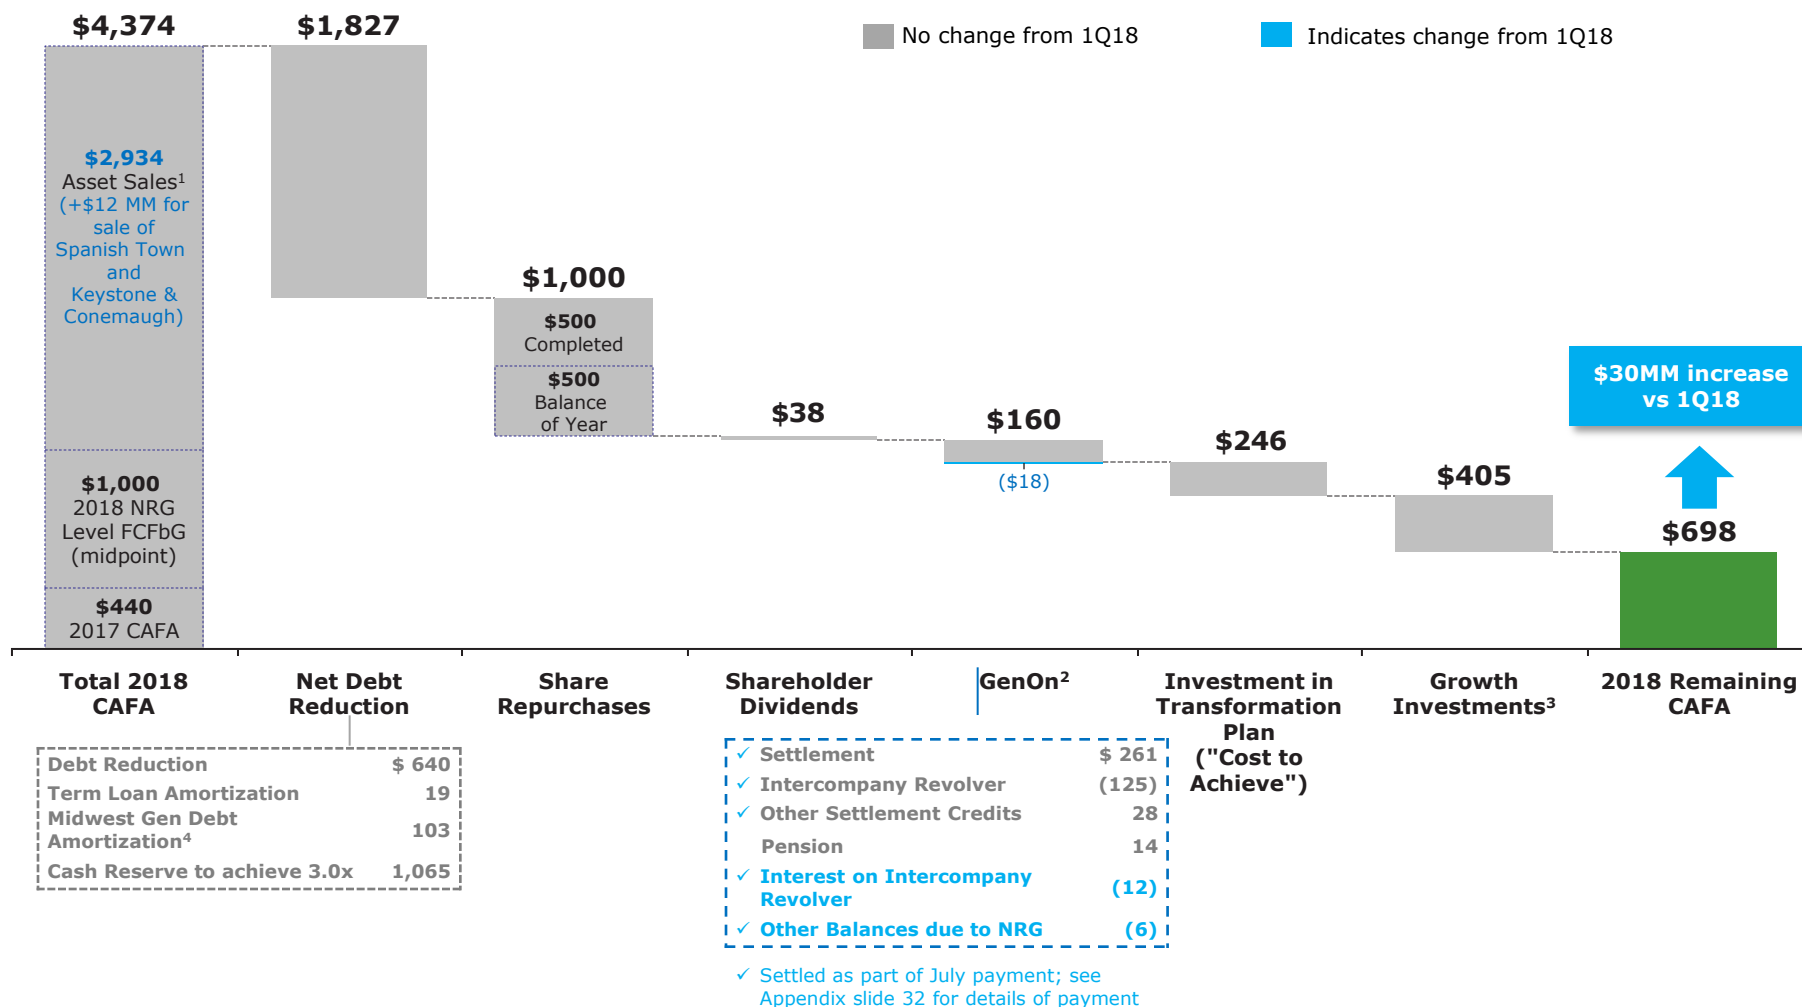 $4,374
$1,827
No change from 1Q18
Indicates change from 1Q18
$2,934
Asset Sales¹
(+$12 MM for
sale of
Spanish Town
and
Keystone &
Conemaugh)
$1,000
2018 NRG
Level FCFbG
(midpoint)
$440
2017 CAFA
$1,000
$500
Completed
$500
Balance
of Year
$38
$160
($18)
$246
$405
$30MM increase
vs 1Q18
$698
Total 2018
CAFA
Net Debt
Reduction
Share
Repurchases
Shareholder
Dividends
GenOn²
Investment in
Transformation
Plan
("Cost to
Achieve")
Growth
Investments³
2018 Remaining
CAFA
Debt Reduction $ 640
Term Loan Amortization 19
Midwest Gen Debt
Amortization⁴ 103
Cash Reserve to achieve 3.0x 1,065
✓ Settlement $ 261
✓ Intercompany Revolver (125)
✓ Other Settlement Credits 28
Pension 14
✓ Interest on Intercompany
Revolver (12)
✓ Other Balances due to NRG (6)
✓ Settled as part of July payment; see
Appendix slide 32 for details of payment